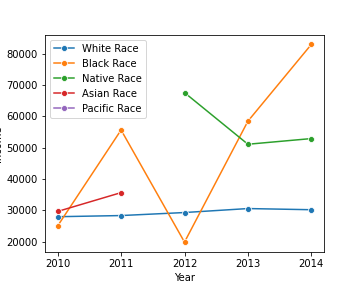 White Race
Black Race
Native Race
Asian Race
Pacific Race
80000
70000
60000
50000
40000
30000
20000
2010
2011
2012
2013
2014
Year